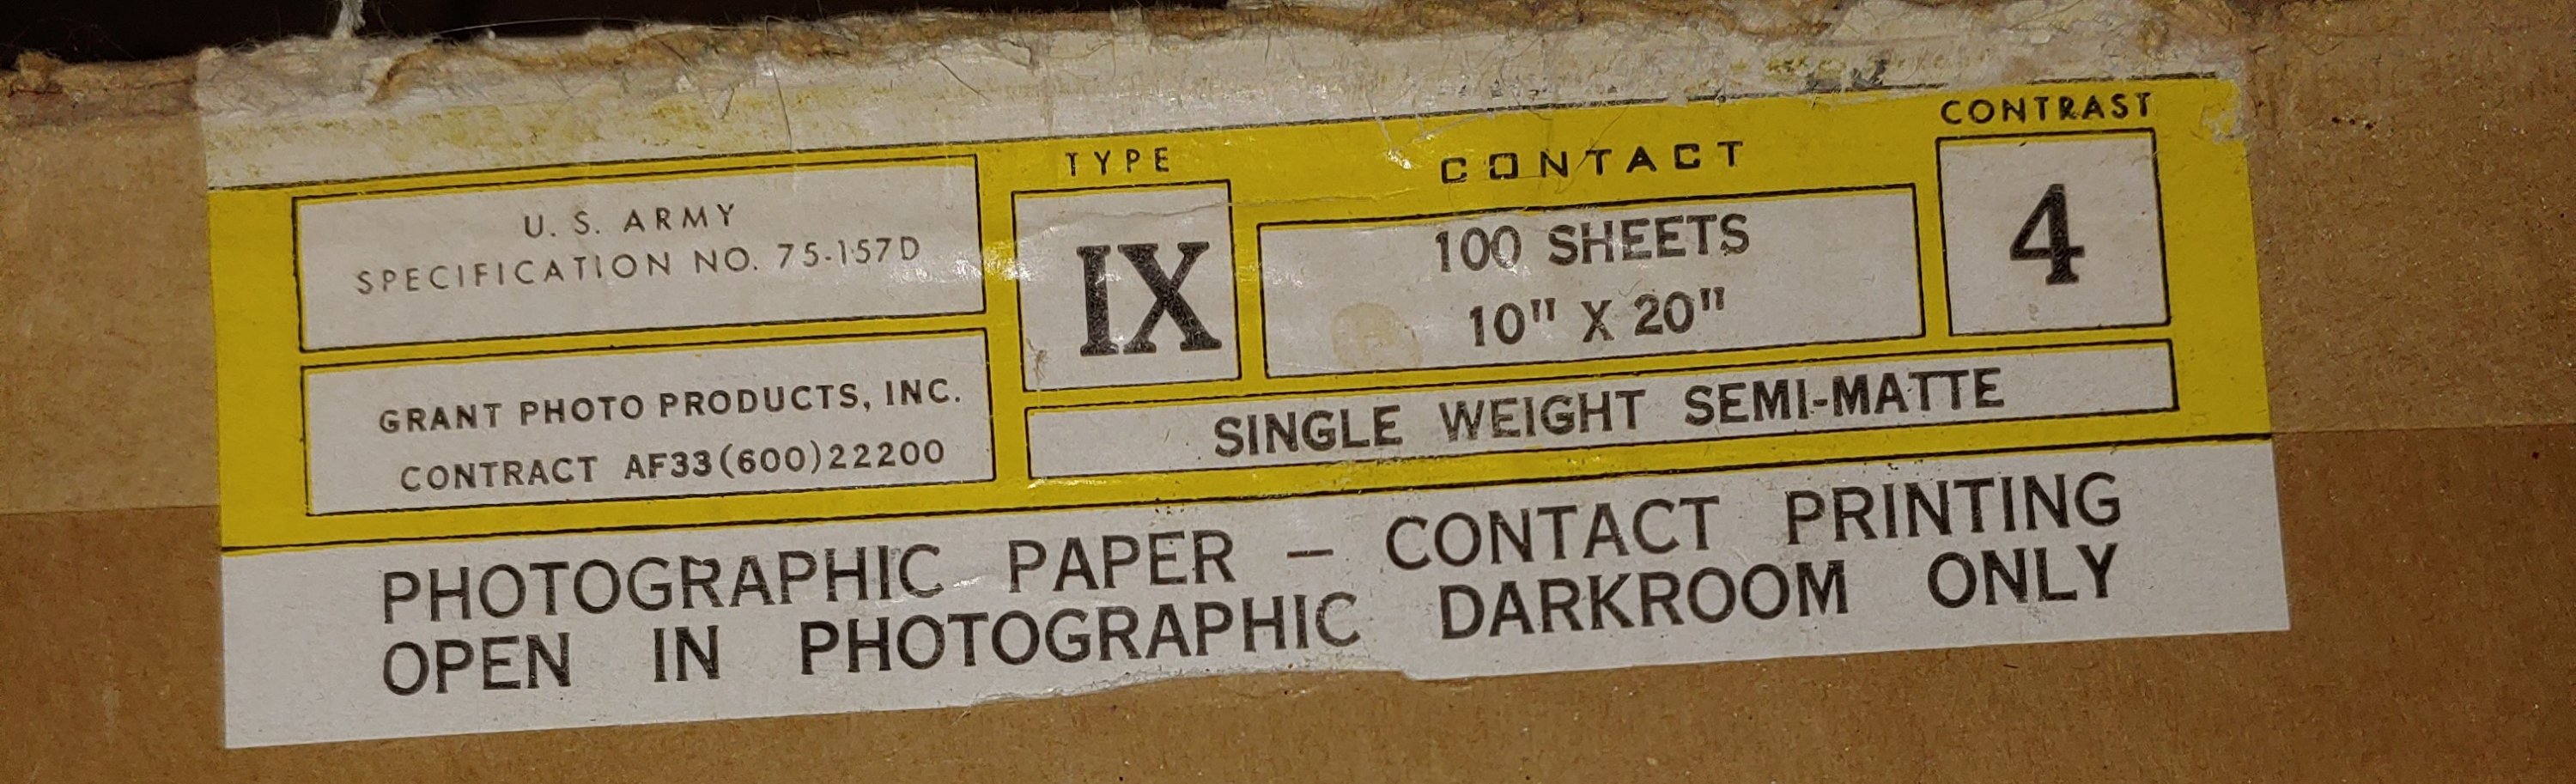 U. S. ARMY
SPECIFICATION NO. 75-157D
GRANT PHOTO PRODUCTS, INC.
CONTRACT AF33(600)22200
TYPE
IX
CONTACT
100 SHEETS
10" X 20"
CONTRAST
4
SINGLE WEIGHT SEMI-MATTE
PHOTOGRAPHIC PAPER — CONTACT PRINTING
OPEN IN PHOTOGRAPHIC DARKROOM ONLY